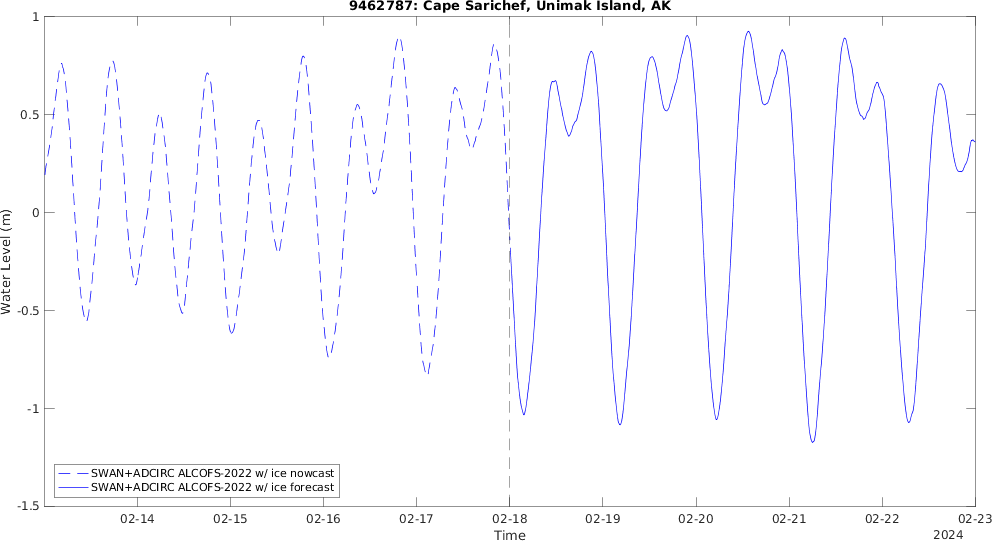 9462787: Cape Sarichef, Unimak Island, AK
1
0.5
0
-0.5
-1
-1.5
Water Level (m)
SWAN+ADCIRC ALCOFS-2022 w/ ice nowcast
SWAN+ADCIRC ALCOFS-2022 w/ ice forecast
02-14 02-15 02-16 02-17 02-18 02-19 02-20 02-21 02-22 02-23
Time
2024